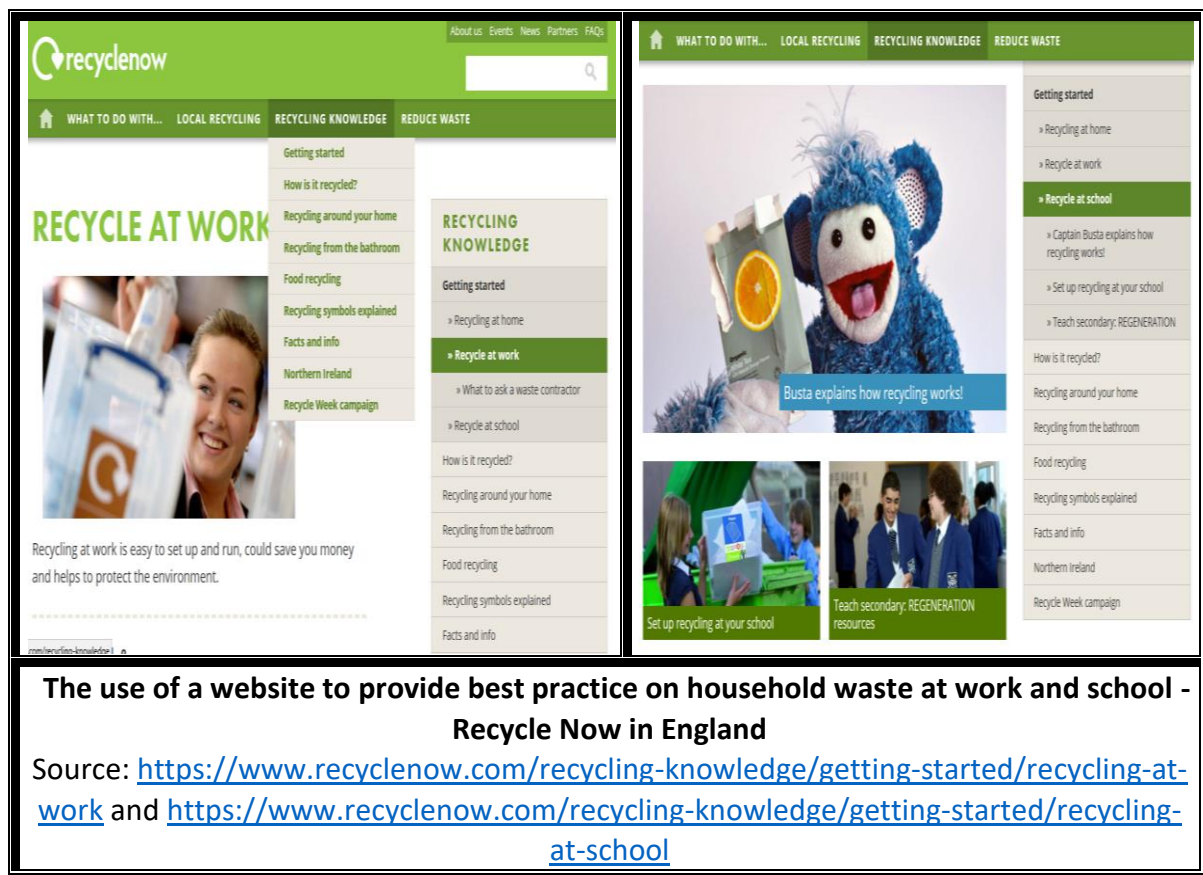 About us Events News Partners FAQs
recyclenow
WHAT TO DO WITH... LOCAL RECYCLING RECYCLING KNOWLEDGE REDUCE WASTE
Getting started
How is it recycled?
Recycling around your home
Recycling from the bathroom
Food recycling
Recycling symbols explained
Facts and info
Northern Ireland
Recycle Week campaign
RECYCLE AT WORK
Recycling at work is easy to set up and run, could save you money
and helps to protect the environment.
RECYCLING
KNOWLEDGE
Getting started
» Recycling at home
» Recycle at work
» What to ask a waste contractor
» Recycle at school
How is it recycled?
Recycling around your home
Recycling from the bathroom
Food recycling
Recycling symbols explained
Facts and info
WHAT TO DO WITH... LOCAL RECYCLING RECYCLING KNOWLEDGE REDUCE WASTE
Busta explains how recycling works!
Set up recycling at your school
Teach secondary: REGENERATION
resources
Getting started
» Recycling at home
» Recycle at work
» Recycle at school
» Captain Busta explains how
recycling works!
» Set up recycling at your school
» Teach secondary: REGENERATION
How is it recycled?
Recycling around your home
Recycling from the bathroom
Food recycling
Recycling symbols explained
Facts and info
Northern Ireland
Recycle Week campaign
The use of a website to provide best practice on household waste at work and school -
Recycle Now in England
Source: https://www.recyclenow.com/recycling-knowledge/getting-started/recycling-at-
work and https://www.recyclenow.com/recycling-knowledge/getting-started/recycling-
at-school